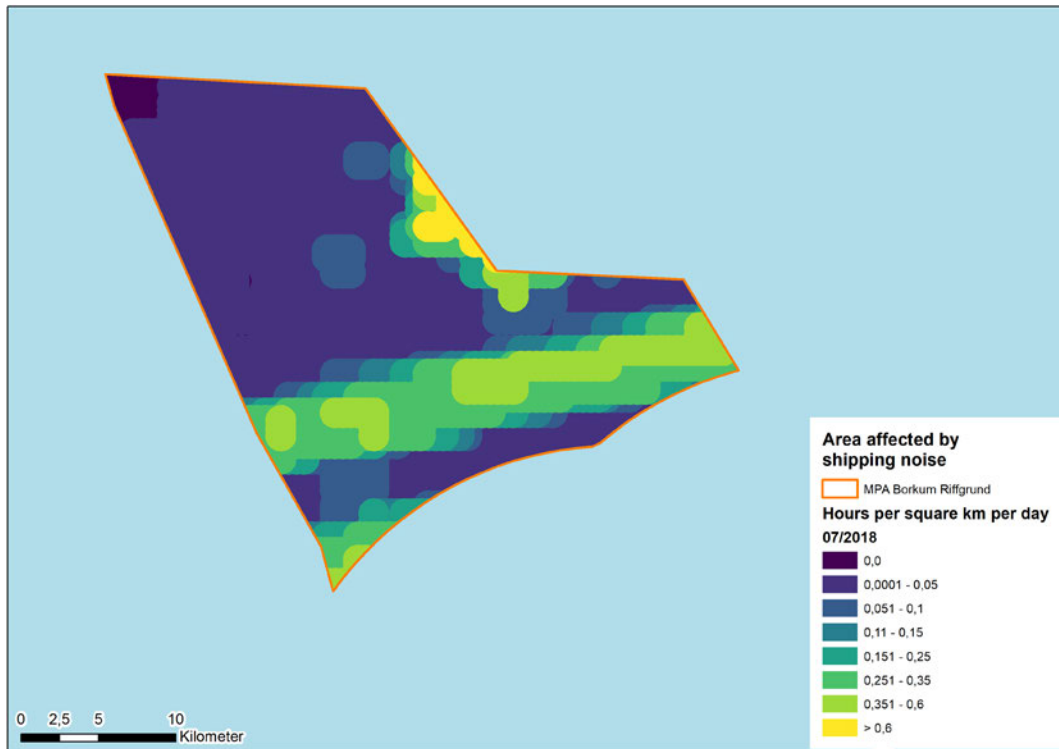 Area affected by
shipping noise
MPA Borkum Riffgrund
Hours per square km per day
07/2018
0,0
0,0001 - 0,05
0,051 - 0,1
0,11 - 0,15
0,151 - 0,25
0,251 - 0,35
0,351 - 0,6
> 0,6
0 2,5 5 10
Kilometer